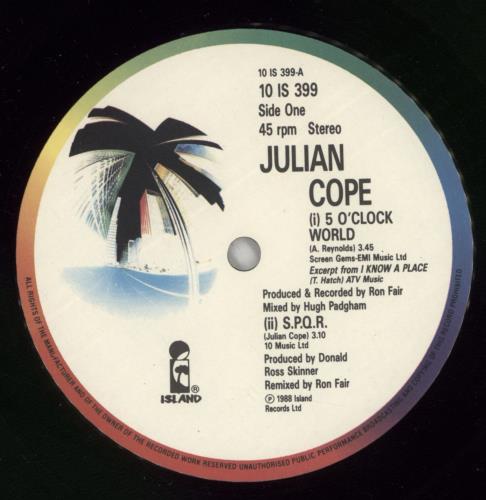 10 IS 399-A
10 IS 399
Side One
45 rpm Stereo
JULIAN
COPE
(i) 5 O'CLOCK
WORLD
(A. Reynolds) 3.45
Screen Gems-EMI Music Ltd
Excerpt from I KNOW A PLACE
(T. Hatch) ATV Music
Produced & Recorded by Ron Fair
Mixed by Hugh Padgham
(ii) S.P.Q.R.
(Julian Cope) 3.10
10 Music Ltd
Produced by Donald
Ross Skinner
Remixed by Ron Fair
℗ 1988 Island
Records Ltd
ISLAND ®
ALL RIGHTS OF THE MANUFACTURER AND OF THE OWNER OF THE RECORDED WORK RESERVED UNAUTHORISED PUBLIC PERFORMANCE BROADCASTING AND COPYING OF THIS RECORD PROHIBITED